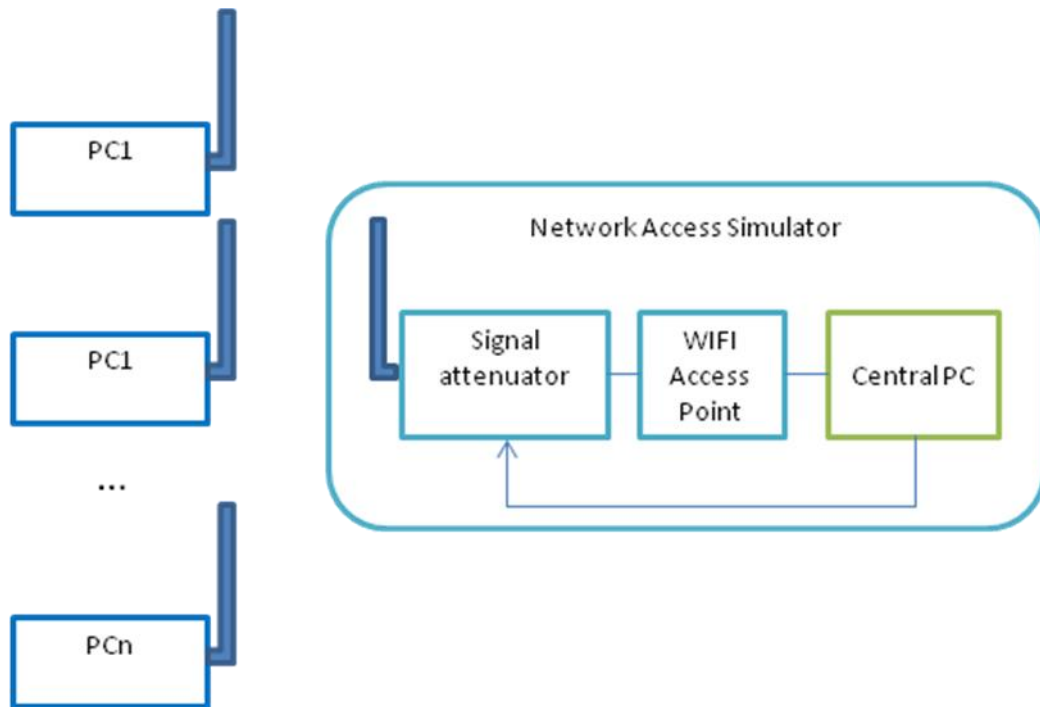 PC1
Network Access Simulator
PC1
Signal
attenuator
WIFI
Access
Point
Central PC
...
PCn